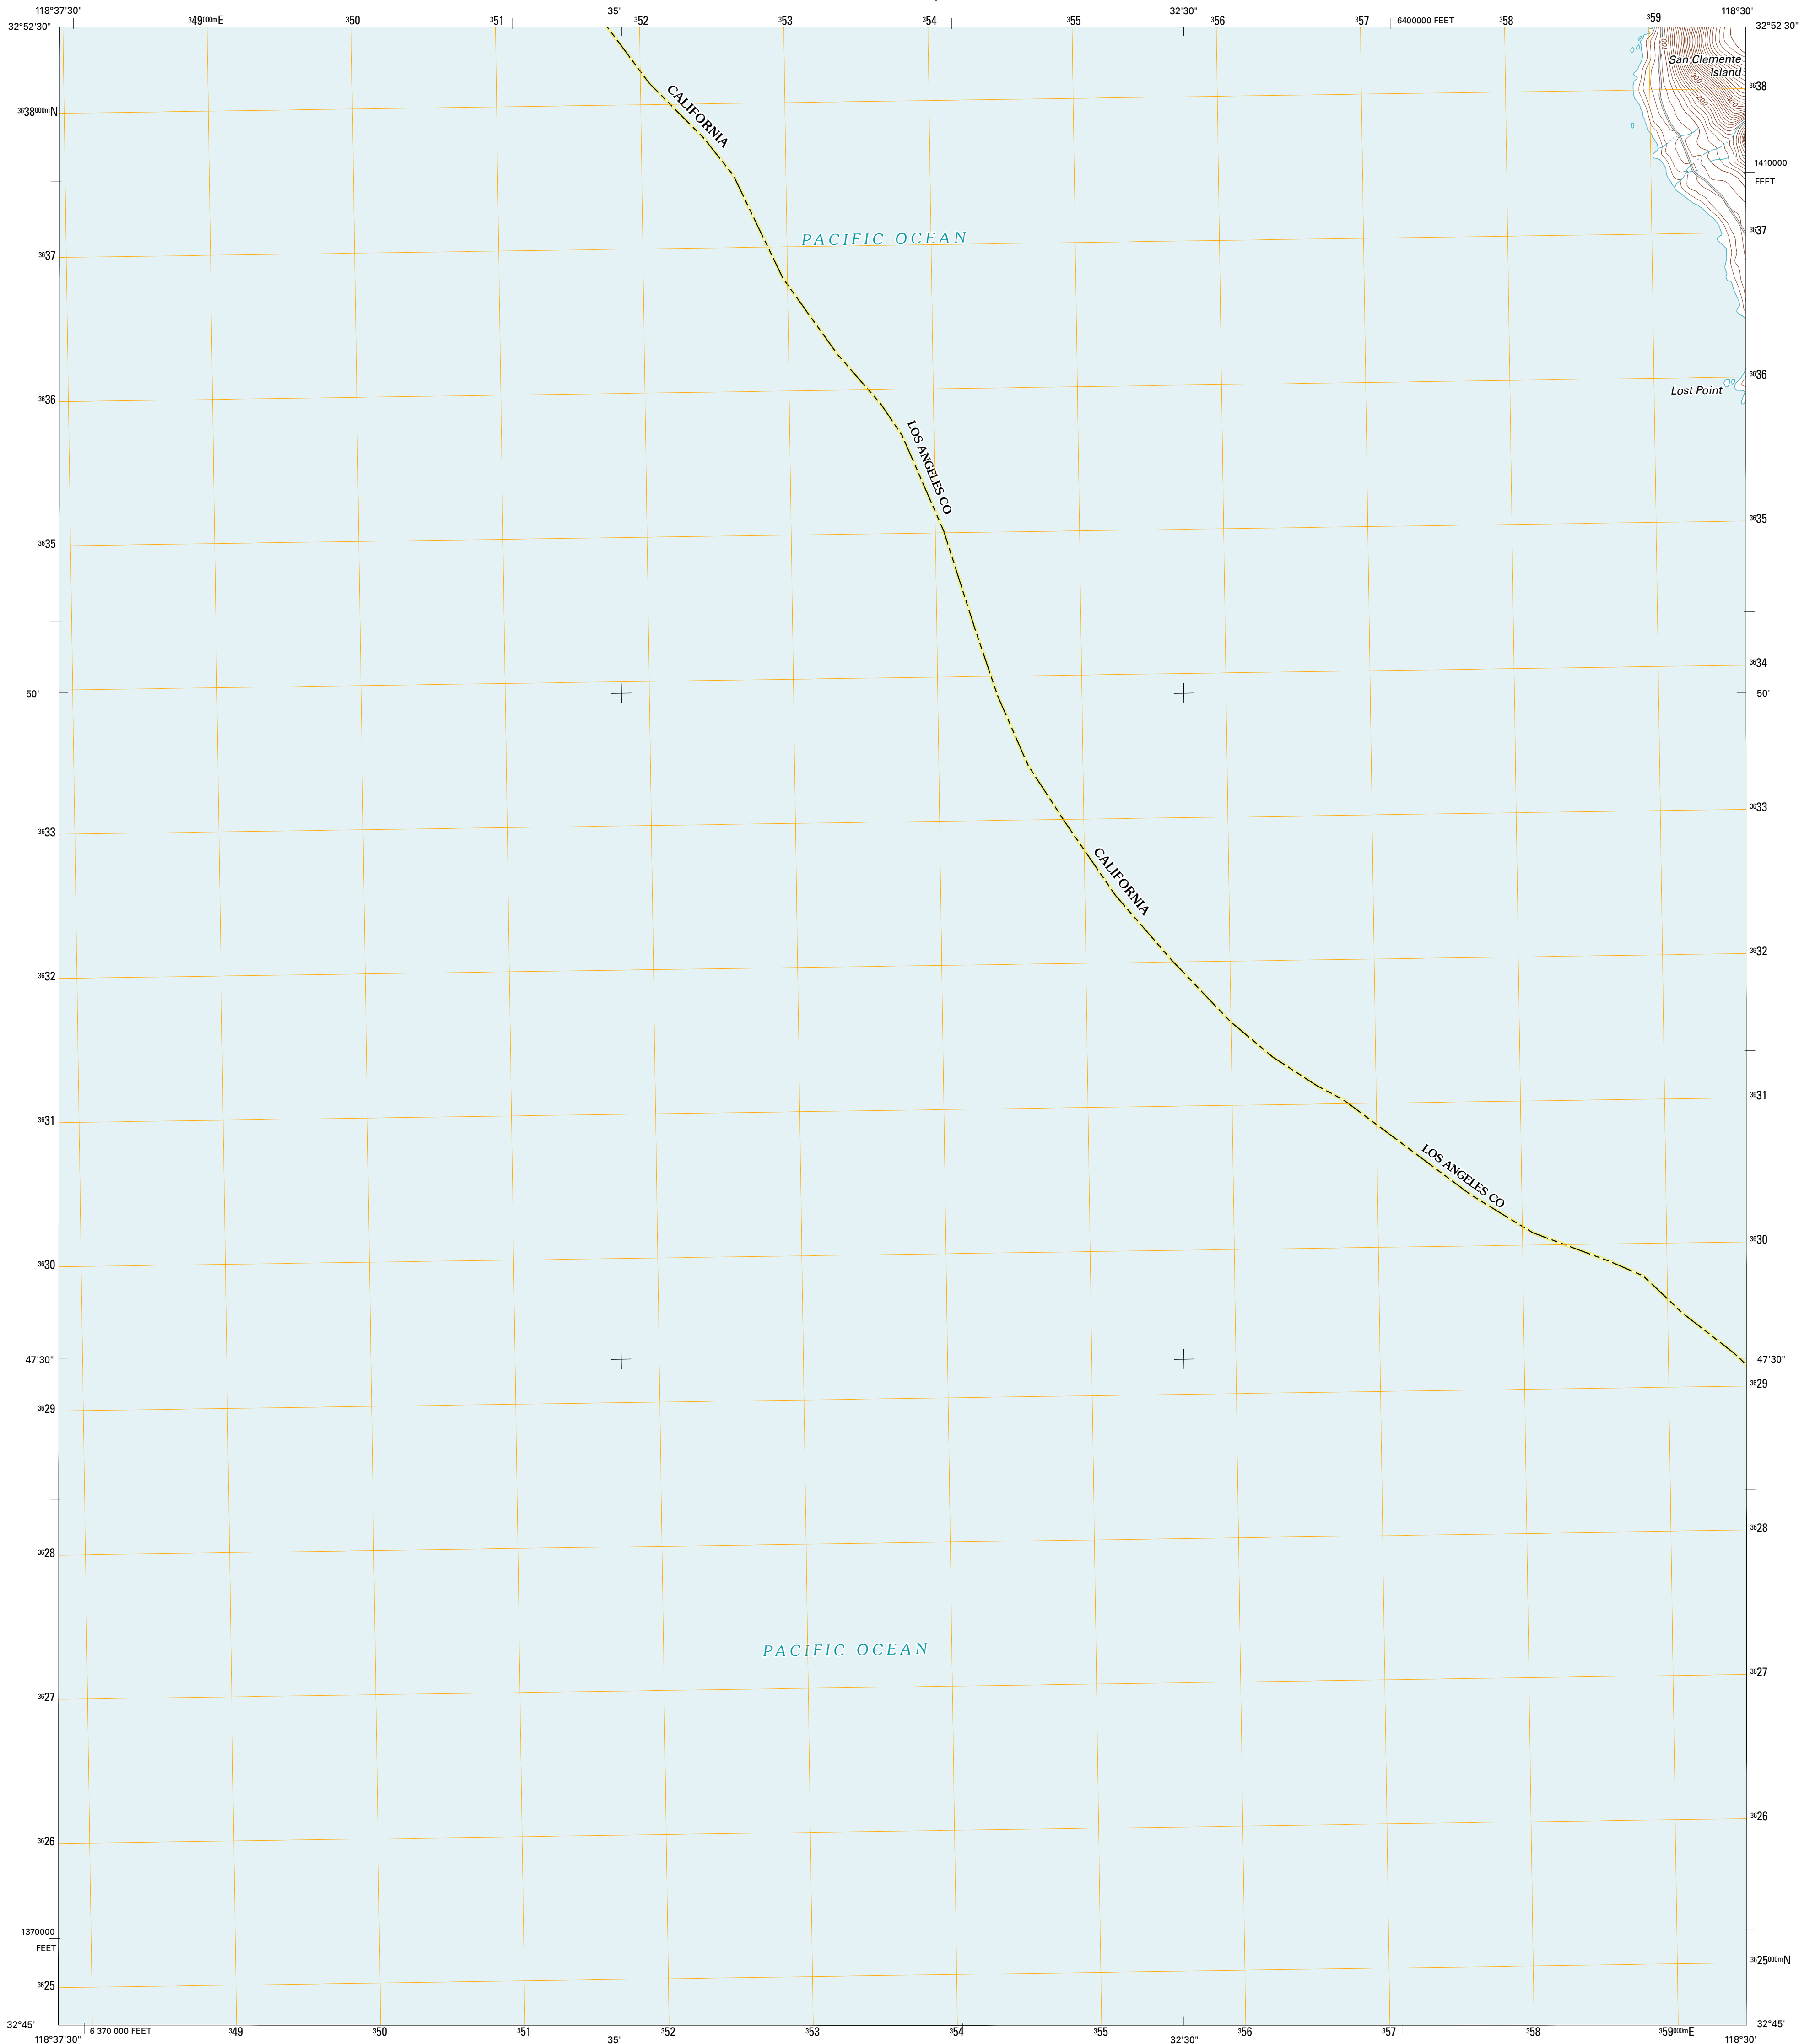 118°37'30" 35' 32'30" 118°30'
³49⁰⁰⁰ᵐE ³50 ³51 ³52 ³53 ³54 ³55 ³56 ³57 6400000 FEET ³58 ³59
32°52'30" 32°52'30"
San Clemente
Island
100
300
200
400
³⁶38⁰⁰⁰ᵐN ³⁶38
CALIFORNIA
1410000
FEET
PACIFIC OCEAN
³⁶37 ³⁶37
³⁶36 ³⁶36
Lost Point
LOS ANGELES CO
³⁶35 ³⁶35
³⁶34
50' 50'
³⁶33 ³⁶33
CALIFORNIA
³⁶32 ³⁶32
³⁶31 ³⁶31
LOS ANGELES CO
³⁶30 ³⁶30
47'30" 47'30"
³⁶29 ³⁶29
³⁶28 ³⁶28
PACIFIC OCEAN
³⁶27 ³⁶27
³⁶26 ³⁶26
1370000
FEET
³⁶25 ³⁶25⁰⁰⁰ᵐN
32°45' 32°45'
6 370 000 FEET ³49 ³50 ³51 ³52 ³53 ³54 ³55 ³56 ³57 ³58 ³59⁰⁰⁰ᵐE
118°37'30" 35' 32'30" 118°30'